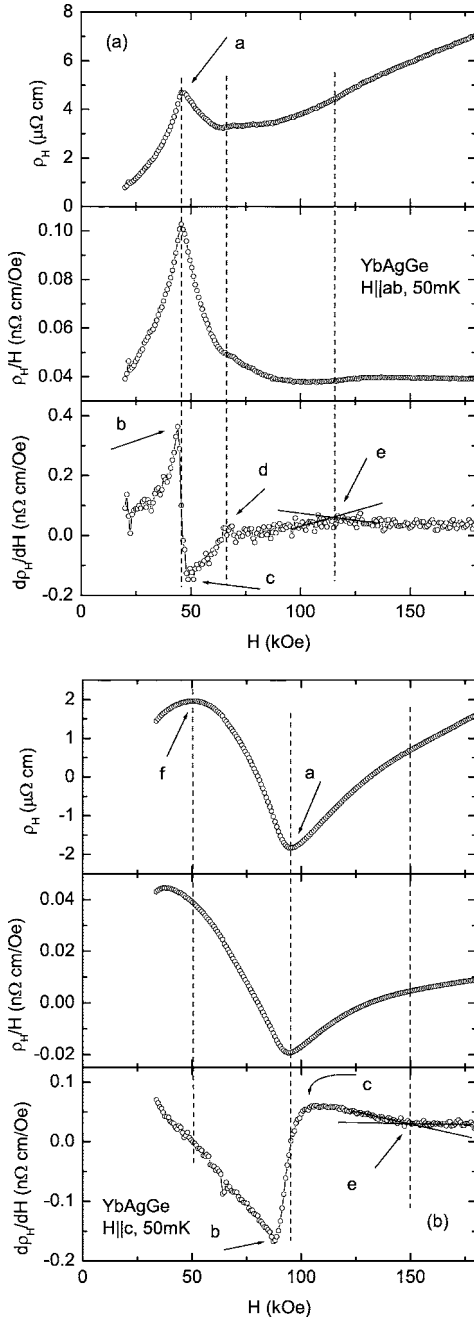 (a)
a
8
6
4
2
0
ρH (μΩ cm)
0.10
0.08
0.06
0.04
ρH/H (nΩ cm/Oe)
YbAgGe
H||ab, 50mK
0.4
0.2
0.0
-0.2
dρH/dH (nΩ cm/Oe)
b
c
d
e
0 50 100 150
H (kOe)
2
1
0
-1
-2
ρH (μΩ cm)
f
a
0.04
0.02
0.00
-0.02
ρH/H (nΩ cm/Oe)
0.1
0.0
-0.1
-0.2
dρH/dH (nΩ cm/Oe)
c
e
YbAgGe
H||c, 50mK
b
(b)
0 50 100 150
H (kOe)